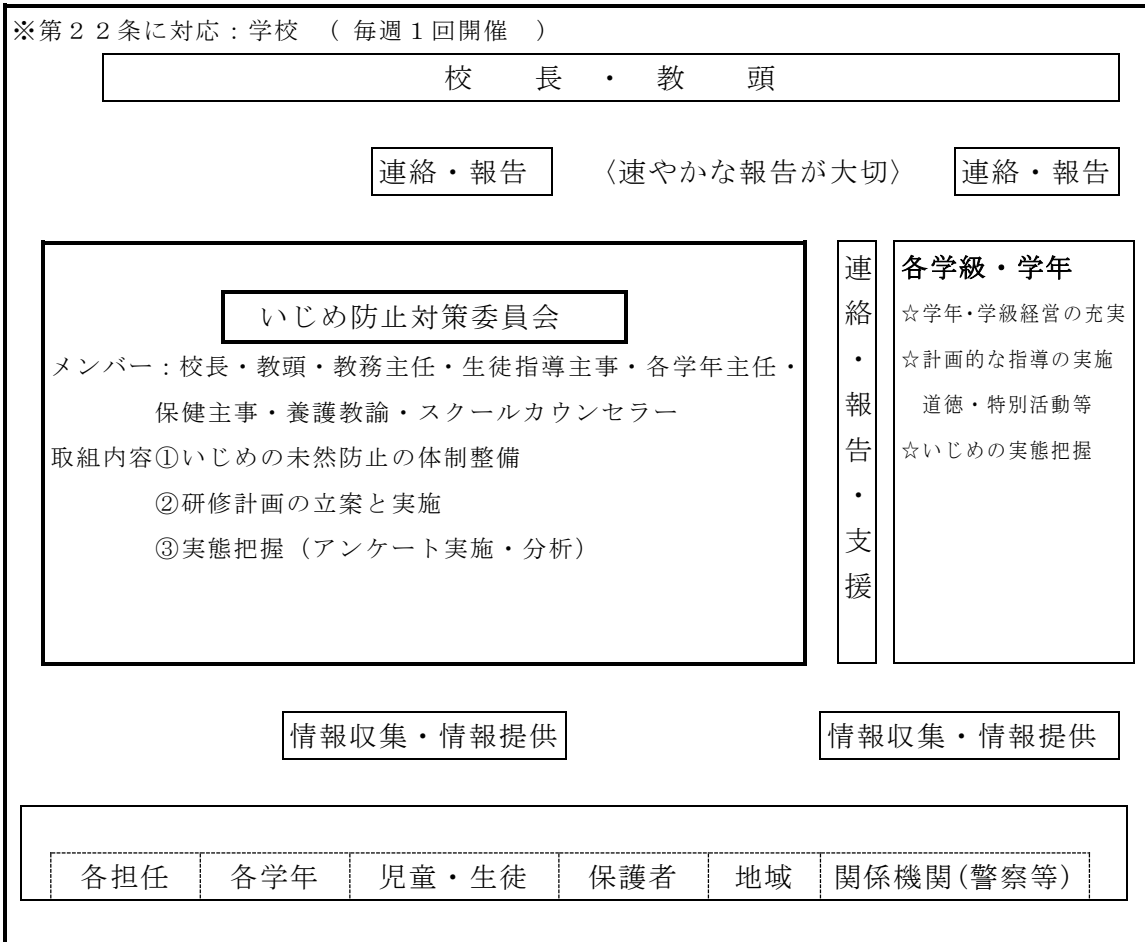 ※第２２条に対応：学校　（ 毎週１回開催　）
校　長　・　教　頭
連絡・報告　〈速やかな報告が大切〉　連絡・報告
いじめ防止対策委員会
メンバー：校長・教頭・教務主任・生徒指導主事・各学年主任・
保健主事・養護教諭・スクールカウンセラー
取組内容①いじめの未然防止の体制整備
②研修計画の立案と実施
③実態把握（アンケート実施・分析）
連絡・報告・支援
各学級・学年
☆学年・学級経営の充実
☆計画的な指導の実施
道徳・特別活動等
☆いじめの実態把握
情報収集・情報提供　情報収集・情報提供
各担任　各学年　児童・生徒　保護者　地域　関係機関(警察等)